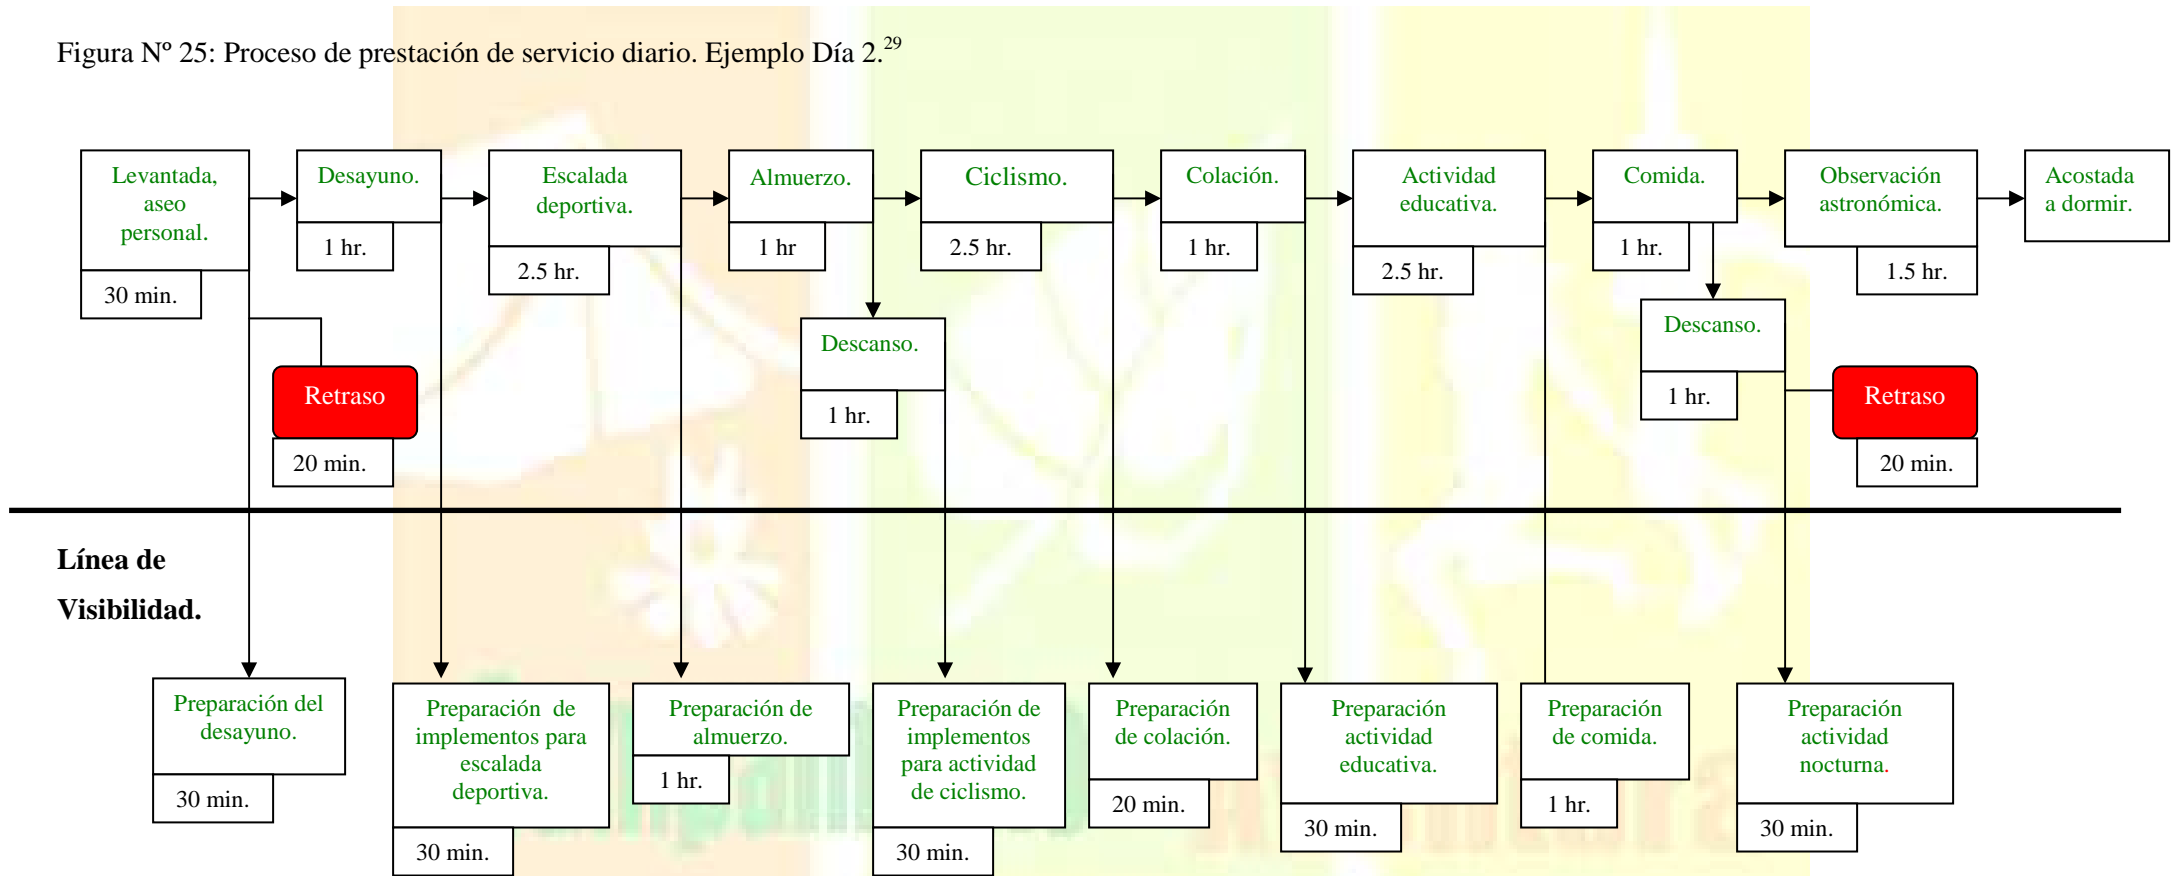 Figura Nº 25: Proceso de prestación de servicio diario. Ejemplo Día 2.29
Levantada,
aseo
personal.
30 min.
Desayuno.
1 hr.
Escalada
deportiva.
2.5 hr.
Almuerzo.
1 hr
Ciclismo.
2.5 hr.
Colación.
1 hr.
Actividad
educativa.
2.5 hr.
Comida.
1 hr.
Observación
astronómica.
1.5 hr.
Acostada
a dormir.
Retraso
20 min.
Descanso.
1 hr.
Descanso.
1 hr.
Retraso
20 min.
Línea de
Visibilidad.
Preparación del
desayuno.
30 min.
Preparación de
implementos para
escalada
deportiva.
30 min.
Preparación de
almuerzo.
1 hr.
Preparación de
implementos
para actividad
de ciclismo.
30 min.
Preparación
de colación.
20 min.
Preparación
actividad
educativa.
30 min.
Preparación
de comida.
1 hr.
Preparación
actividad
nocturna.
30 min.